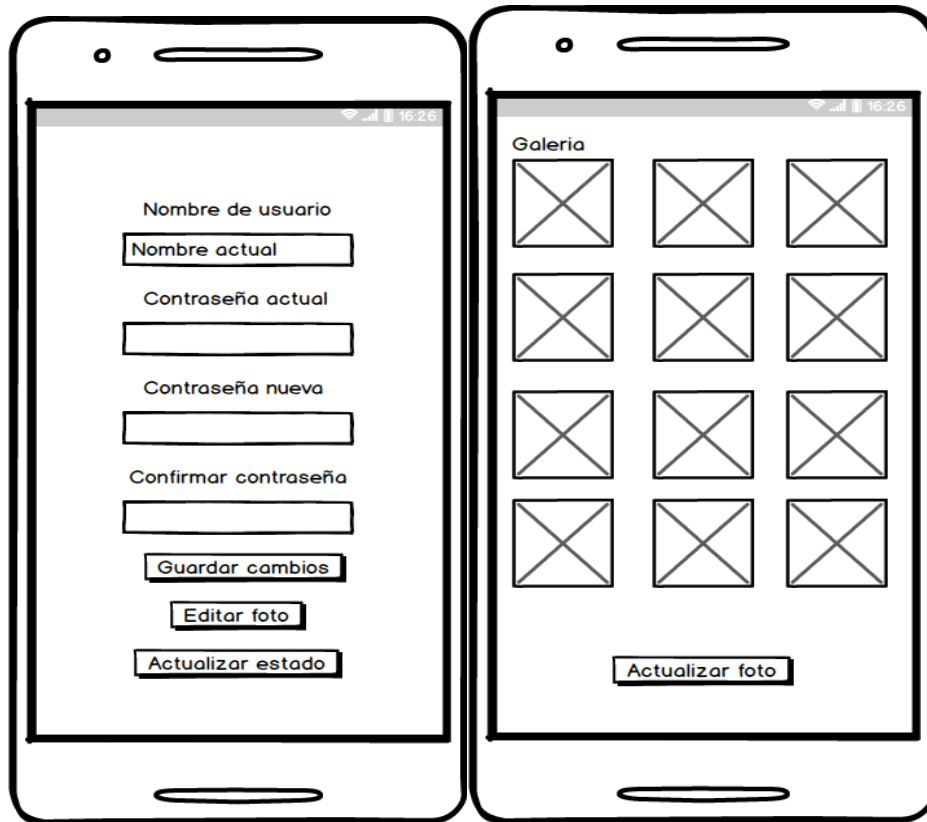 16:26
Nombre de usuario
Nombre actual
Contraseña actual
Contraseña nueva
Confirmar contraseña
Guardar cambios
Editar foto
Actualizar estado
16:26
Galeria
Actualizar foto